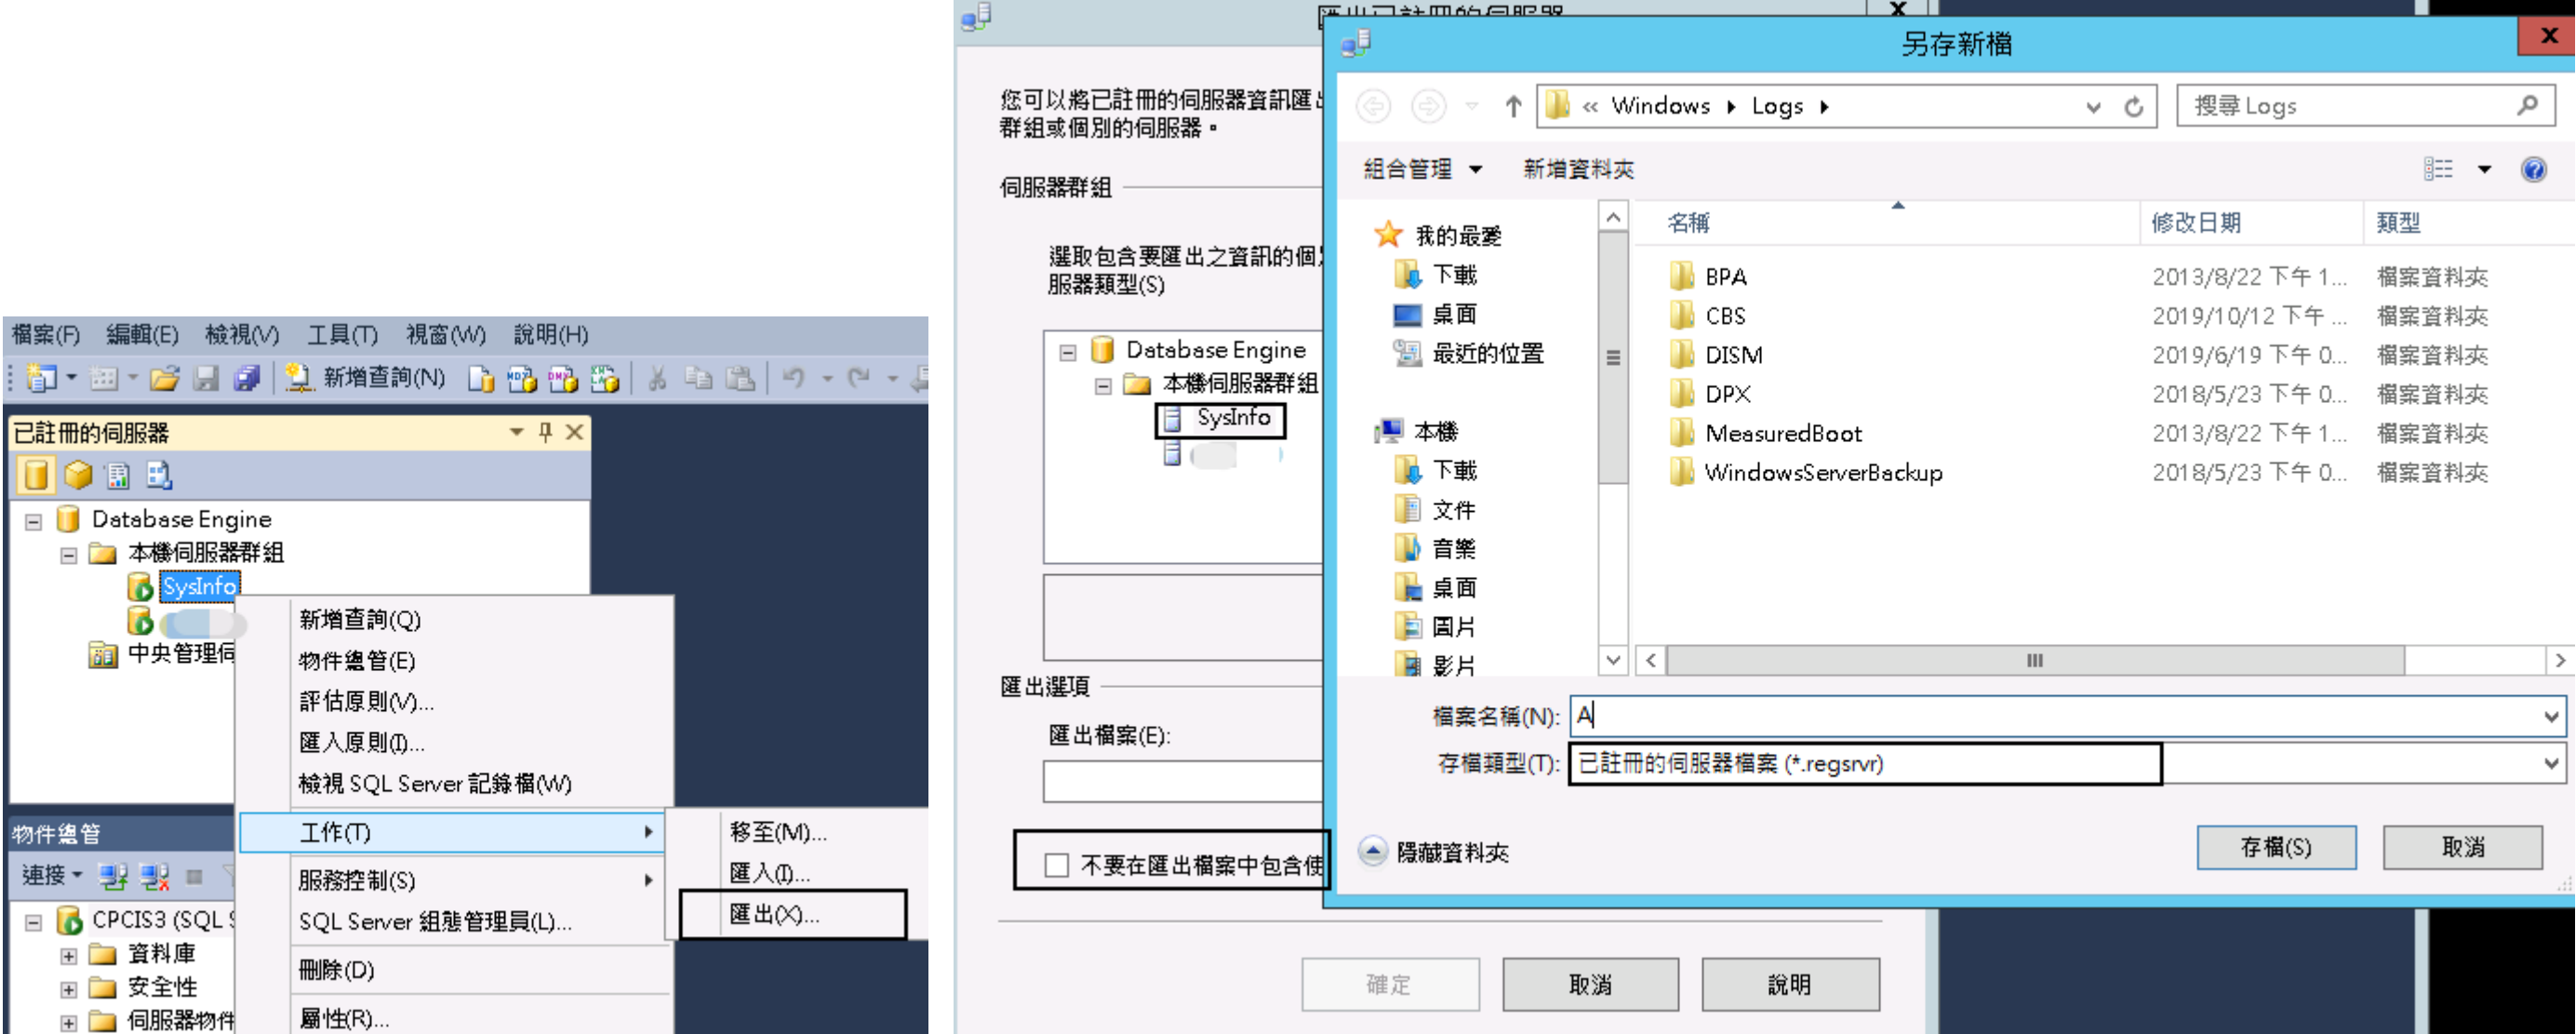 檔案(F) 編輯(E) 檢視(V) 工具(T) 視窗(W) 說明(H)
新增查詢(N)
已註冊的伺服器
Database Engine
本機伺服器群組
SysInfo
中央管理伺
新增查詢(Q)
物件總管(E)
評估原則(V)...
匯入原則(I)...
檢視 SQL Server 記錄檔(W)
工作(T)
服務控制(S)
SQL Server 組態管理員(L)...
刪除(D)
屬性(R)...
移至(M)...
匯入(I)...
匯出(X)...
物件總管
連接
CPCIS3 (SQL S
資料庫
安全性
伺服器物件
匯出已註冊的伺服器
您可以將已註冊的伺服器資訊匯出
群組或個別的伺服器。
伺服器群組
選取包含要匯出之資訊的個
服器類型(S)
Database Engine
本機伺服器群組
SysInfo
匯出選項
匯出檔案(E):
不要在匯出檔案中包含使
確定 取消 說明
另存新檔
« Windows Logs
搜尋 Logs
組合管理 新增資料夾
我的最愛
下載
桌面
最近的位置
本機
下載
文件
音樂
桌面
圖片
影片
名稱 修改日期 類型
BPA 2013/8/22 下午 1... 檔案資料夾
CBS 2019/10/12 下午 ... 檔案資料夾
DISM 2019/6/19 下午 0... 檔案資料夾
DPX 2018/5/23 下午 0... 檔案資料夾
MeasuredBoot 2013/8/22 下午 1... 檔案資料夾
WindowsServerBackup 2018/5/23 下午 0... 檔案資料夾
檔案名稱(N): A
存檔類型(T): 已註冊的伺服器檔案 (*.regsrvr)
隱藏資料夾
存檔(S) 取消